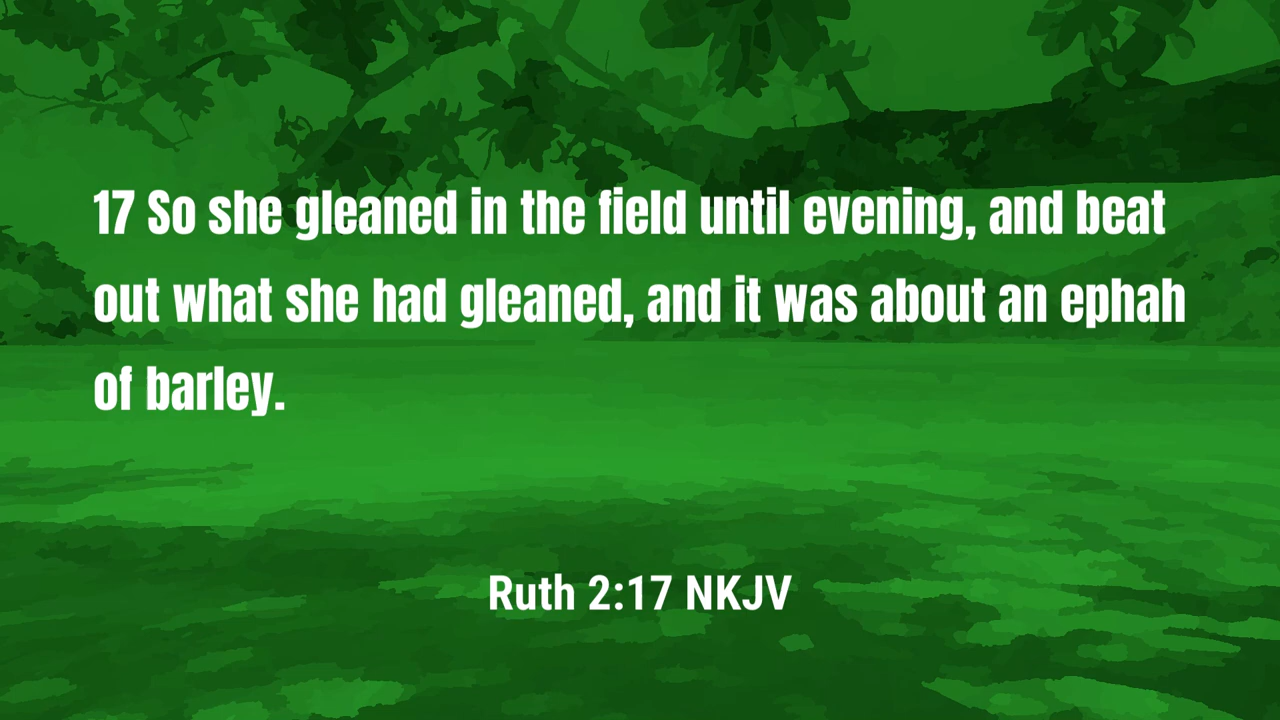 17 So she gleaned in the field until evening, and beat
out what she had gleaned, and it was about an ephah
of barley.
Ruth 2:17 NKJV